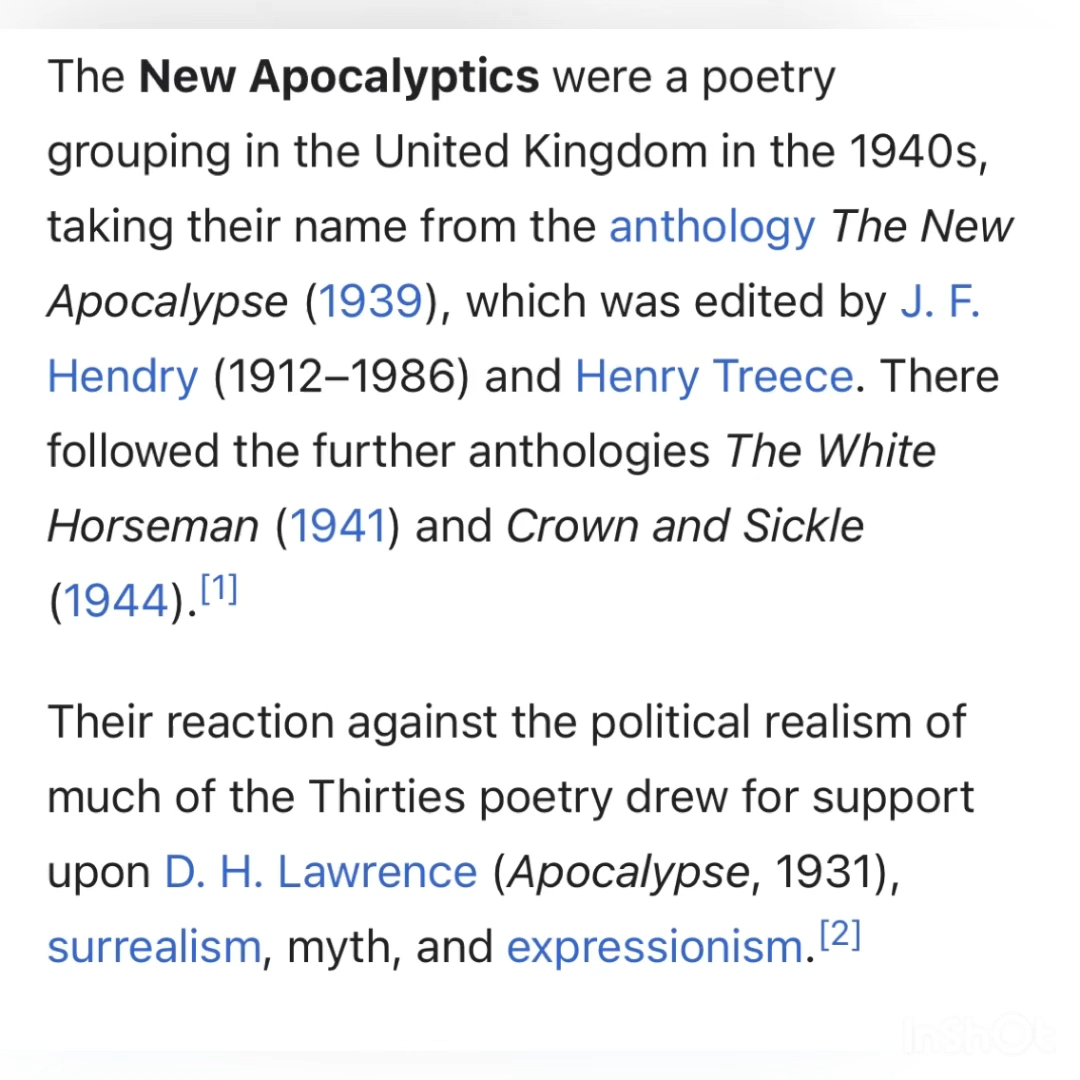 The New Apocalyptics were a poetry
grouping in the United Kingdom in the 1940s,
taking their name from the anthology The New
Apocalypse (1939), which was edited by J. F.
Hendry (1912–1986) and Henry Treece. There
followed the further anthologies The White
Horseman (1941) and Crown and Sickle
(1944).[1]
Their reaction against the political realism of
much of the Thirties poetry drew for support
upon D. H. Lawrence (Apocalypse, 1931),
surrealism, myth, and expressionism.[2]
InShOt